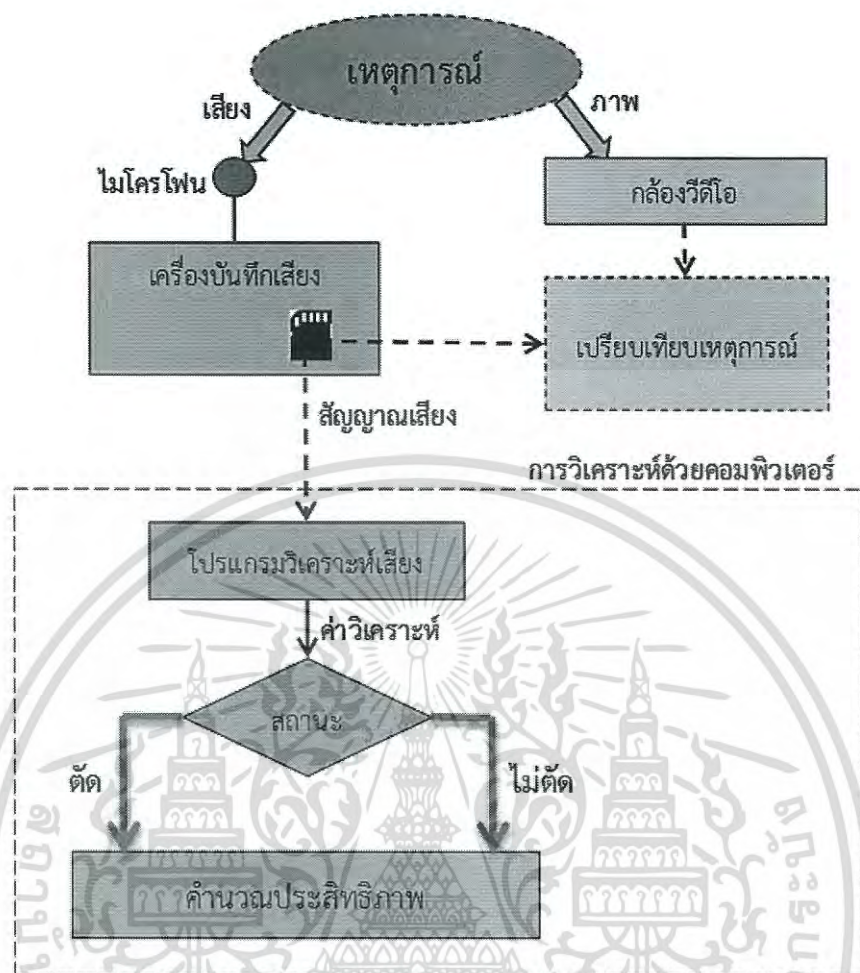 เหตุการณ์
เสียง
ภาพ
ไมโครโฟน
กล้องวีดีโอ
เครื่องบันทึกเสียง
เปรียบเทียบเหตุการณ์
สัญญาณเสียง
การวิเคราะห์ด้วยคอมพิวเตอร์
โปรแกรมวิเคราะห์เสียง
ค่าวิเคราะห์
สถานะ
ตัด
ไม่ตัด
คำนวณประสิทธิภาพ